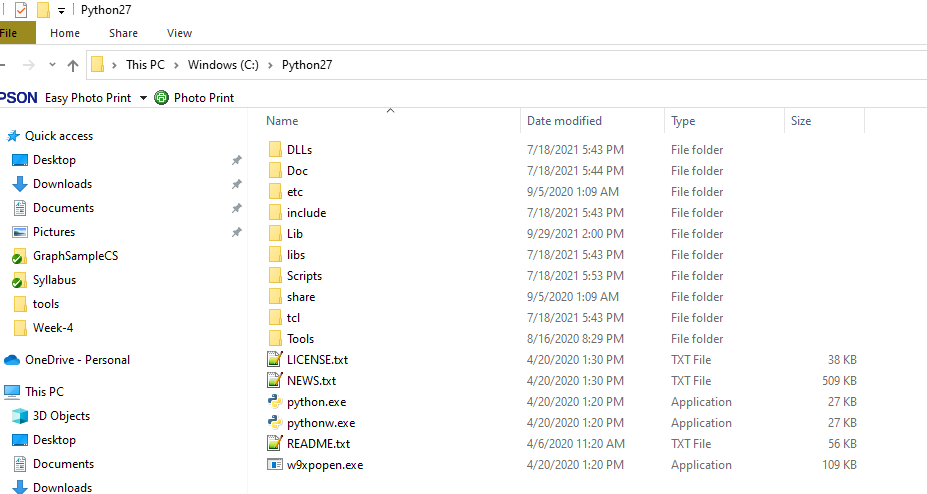 Python27
File Home Share View
This PC Windows (C:) Python27
PSON Easy Photo Print Photo Print
Name Date modified Type Size
Quick access
Desktop
Downloads
Documents
Pictures
GraphSampleCS
Syllabus
tools
Week-4
OneDrive - Personal
This PC
3D Objects
Desktop
Documents
Downloads
DLLs 7/18/2021 5:43 PM File folder
Doc 7/18/2021 5:44 PM File folder
etc 9/5/2020 1:09 AM File folder
include 7/18/2021 5:43 PM File folder
Lib 9/29/2021 2:00 PM File folder
libs 7/18/2021 5:43 PM File folder
Scripts 7/18/2021 5:53 PM File folder
share 9/5/2020 1:09 AM File folder
tcl 7/18/2021 5:43 PM File folder
Tools 8/16/2020 8:29 PM File folder
LICENSE.txt 4/20/2020 1:30 PM TXT File 38 KB
NEWS.txt 4/20/2020 1:30 PM TXT File 509 KB
python.exe 4/20/2020 1:20 PM Application 27 KB
pythonw.exe 4/20/2020 1:20 PM Application 27 KB
README.txt 4/6/2020 11:20 AM TXT File 56 KB
w9xpopen.exe 4/20/2020 1:20 PM Application 109 KB